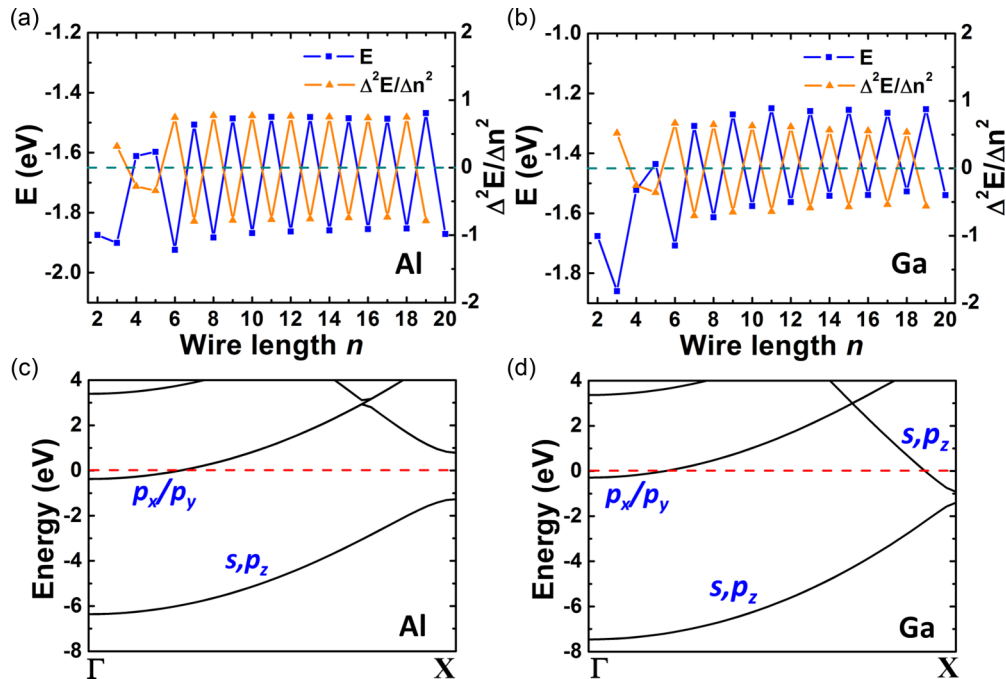 (a)
-1.2
-1.4
-1.6
-1.8
-2.0
E (eV)
2
1
0
-1
-2
Δ²E/Δn²
E
Δ²E/Δn²
Al
2 4 6 8 10 12 14 16 18 20
Wire length n
(b)
-1.0
-1.2
-1.4
-1.6
-1.8
E (eV)
2
1
0
-1
-2
Δ²E/Δn²
E
Δ²E/Δn²
Ga
2 4 6 8 10 12 14 16 18 20
Wire length n
(c)
4
2
0
-2
-4
-6
-8
Energy (eV)
px/py
s,pz
Al
Γ X
(d)
4
2
0
-2
-4
-6
-8
Energy (eV)
s,pz
px/py
s,pz
Ga
Γ X